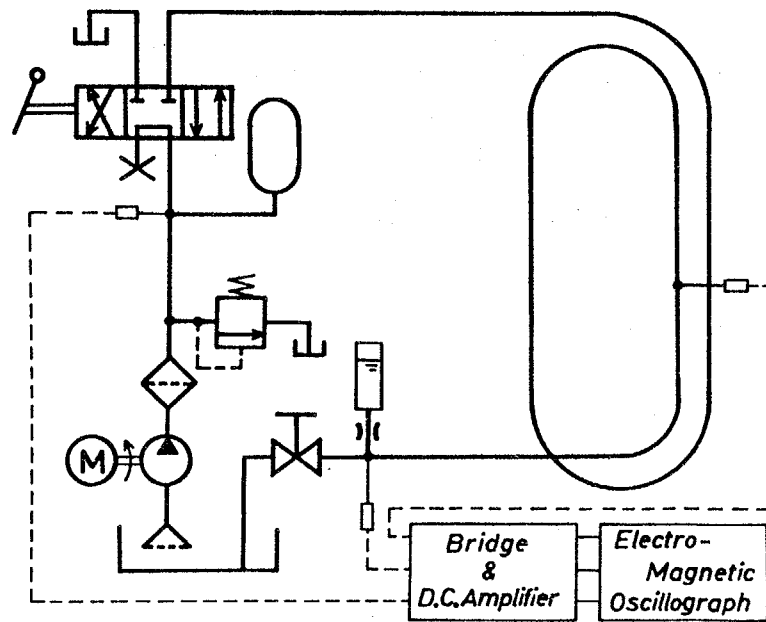 M
Bridge
&
D.C. Amplifier
Electro-
Magnetic
Oscillograph